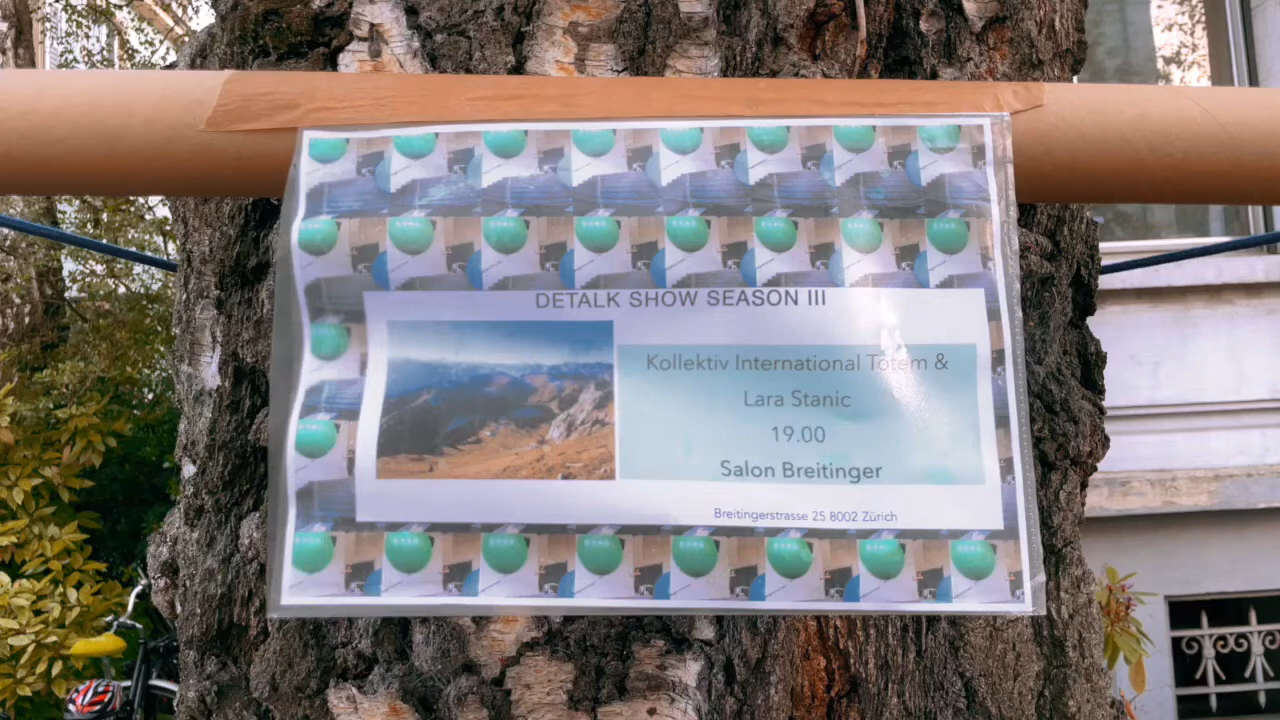 DETALK SHOW SEASON III
Kollektiv International Totem &
Lara Stanic
19.00
Salon Breitinger
Breitingerstrasse 25 8002 Zürich